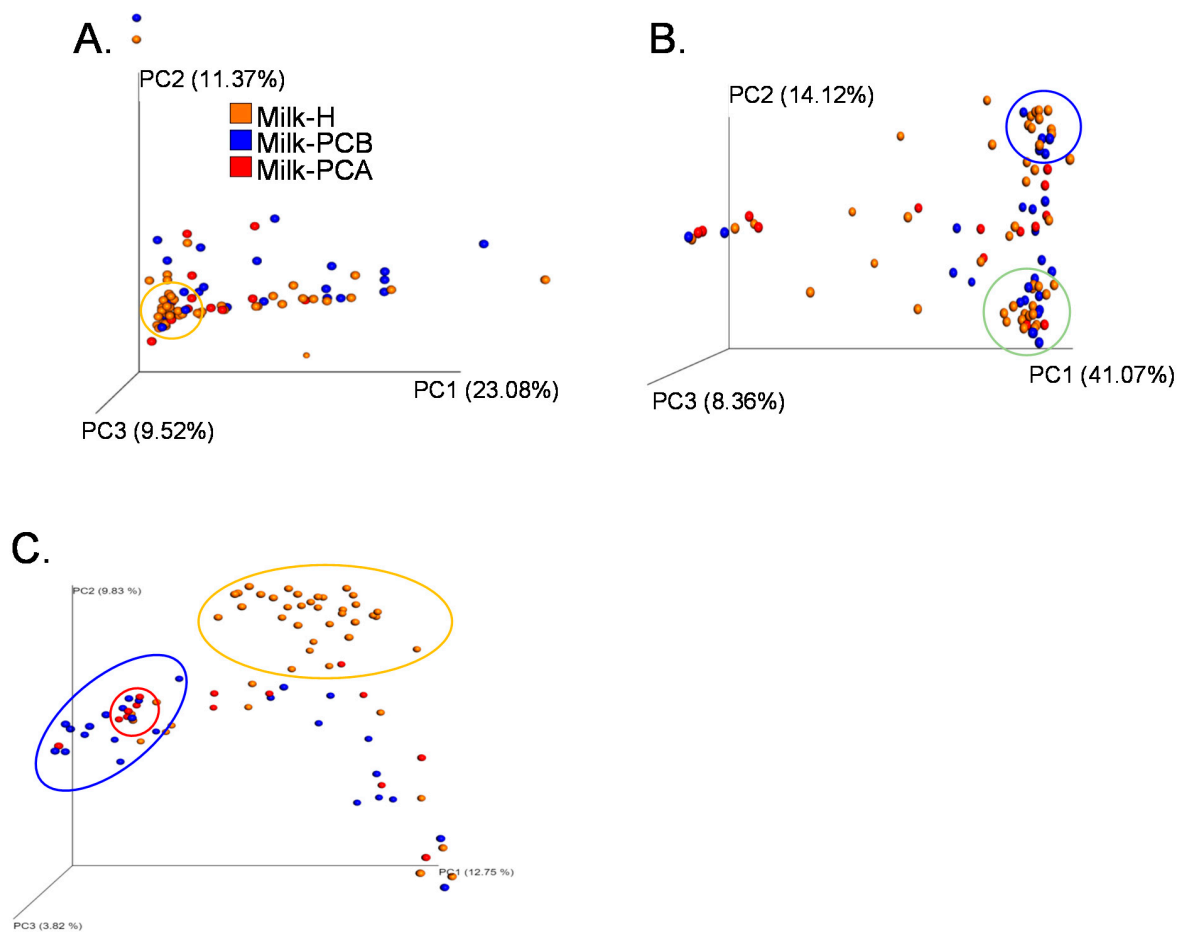 A.
PC2 (11.37%)
Milk-H
Milk-PCB
Milk-PCA
PC1 (23.08%)
PC3 (9.52%)
B.
PC2 (14.12%)
PC1 (41.07%)
PC3 (8.36%)
C.
PC2 (9.83 %)
PC1 (12.75 %)
PC3 (3.82 %)